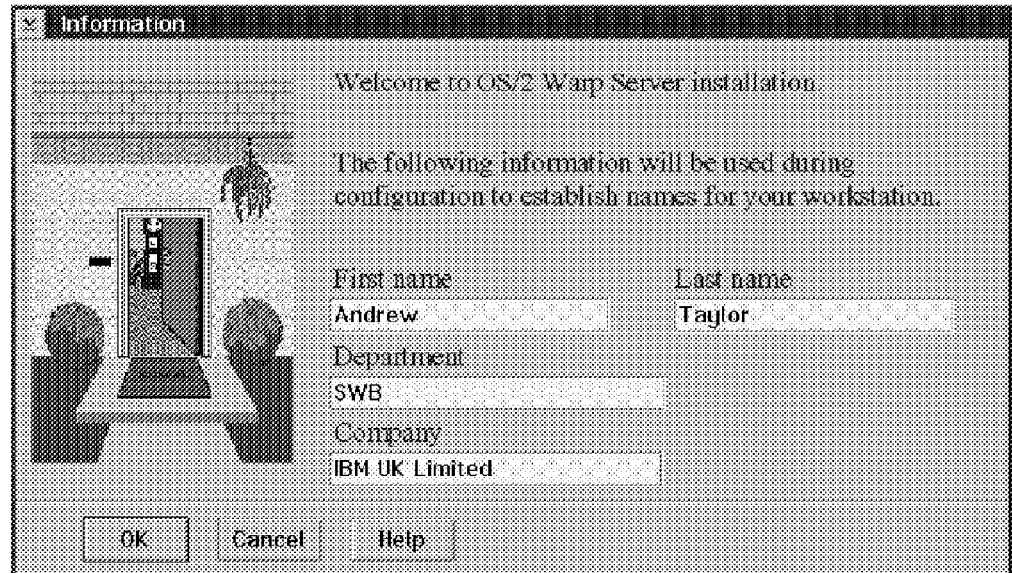 Information
Welcome to OS/2 Warp Server installation.
The following information will be used during
configuration to establish names for your workstation.
First name Last name
Andrew Taylor
Department
SWB
Company
IBM UK Limited
OK Cancel Help